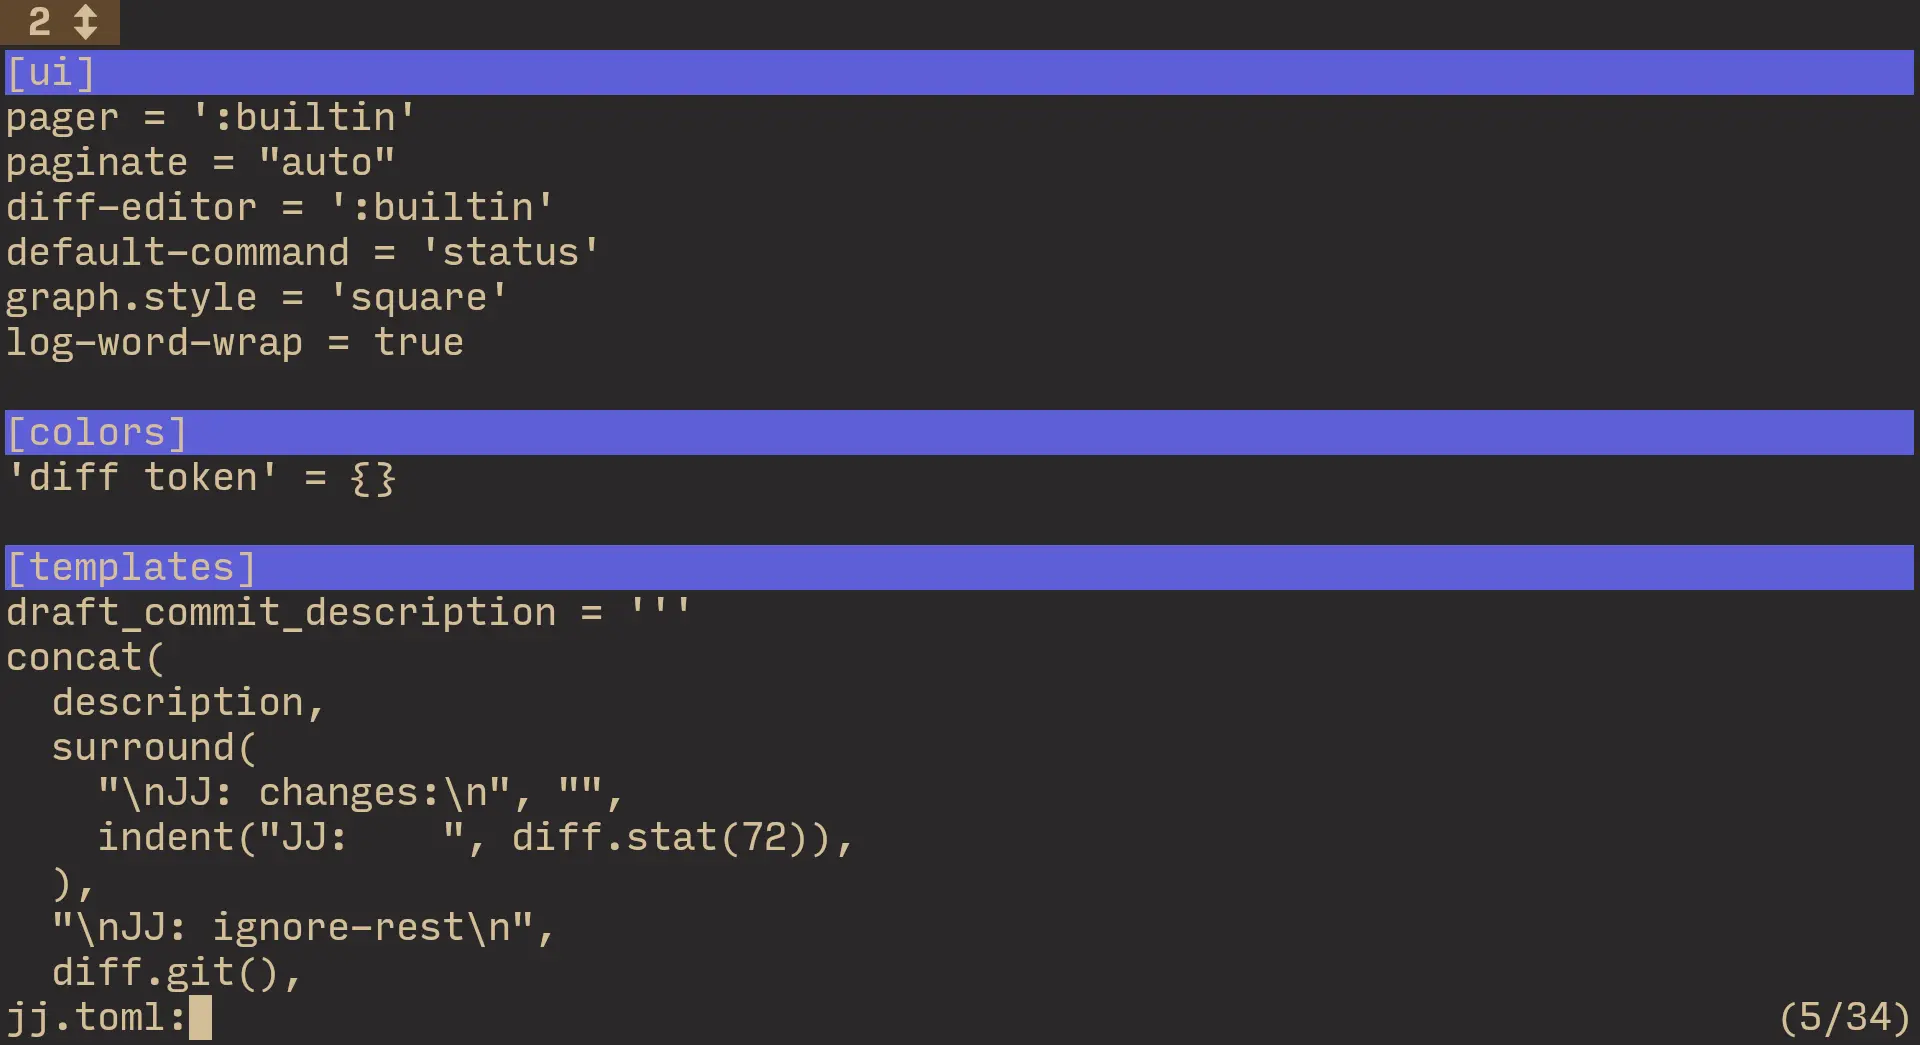 2 ↕
[ui]
pager = ':builtin'
paginate = "auto"
diff-editor = ':builtin'
default-command = 'status'
graph.style = 'square'
log-word-wrap = true

[colors]
'diff token' = {}

[templates]
draft_commit_description = '''
concat(
  description,
  surround(
    "\nJJ: changes:\n", "",
    indent("JJ:    ", diff.stat(72)),
  ),
  "\nJJ: ignore-rest\n",
  diff.git(),
jj.toml: (5/34)